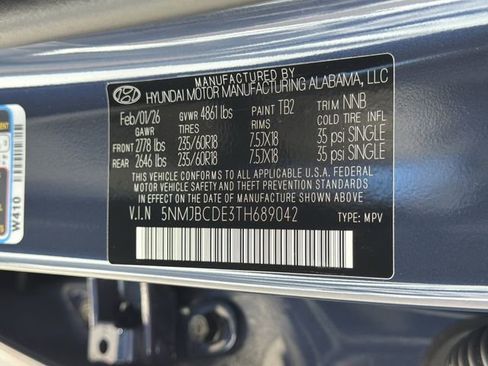 MANUFACTURED BY
HYUNDAI MOTOR MANUFACTURING ALABAMA, LLC
Feb/01/26 GVWR 4861 lbs PAINT TB2 TRIM NNB
GAWR TIRES RIMS COLD TIRE INFL
FRONT 2778 lbs 235/60R18 7.5JX18 35 psi SINGLE
REAR 2646 lbs 235/60R18 7.5JX18 35 psi SINGLE
THIS VEHICLE CONFORMS TO ALL APPLICABLE U.S.A. FEDERAL
MOTOR VEHICLE SAFETY AND THEFT PREVENTION STANDARDS
IN EFFECT ON THE DATE OF MANUFACTURE SHOWN ABOVE.
V.I.N 5NMJBCDE3TH689042 TYPE: MPV
W410